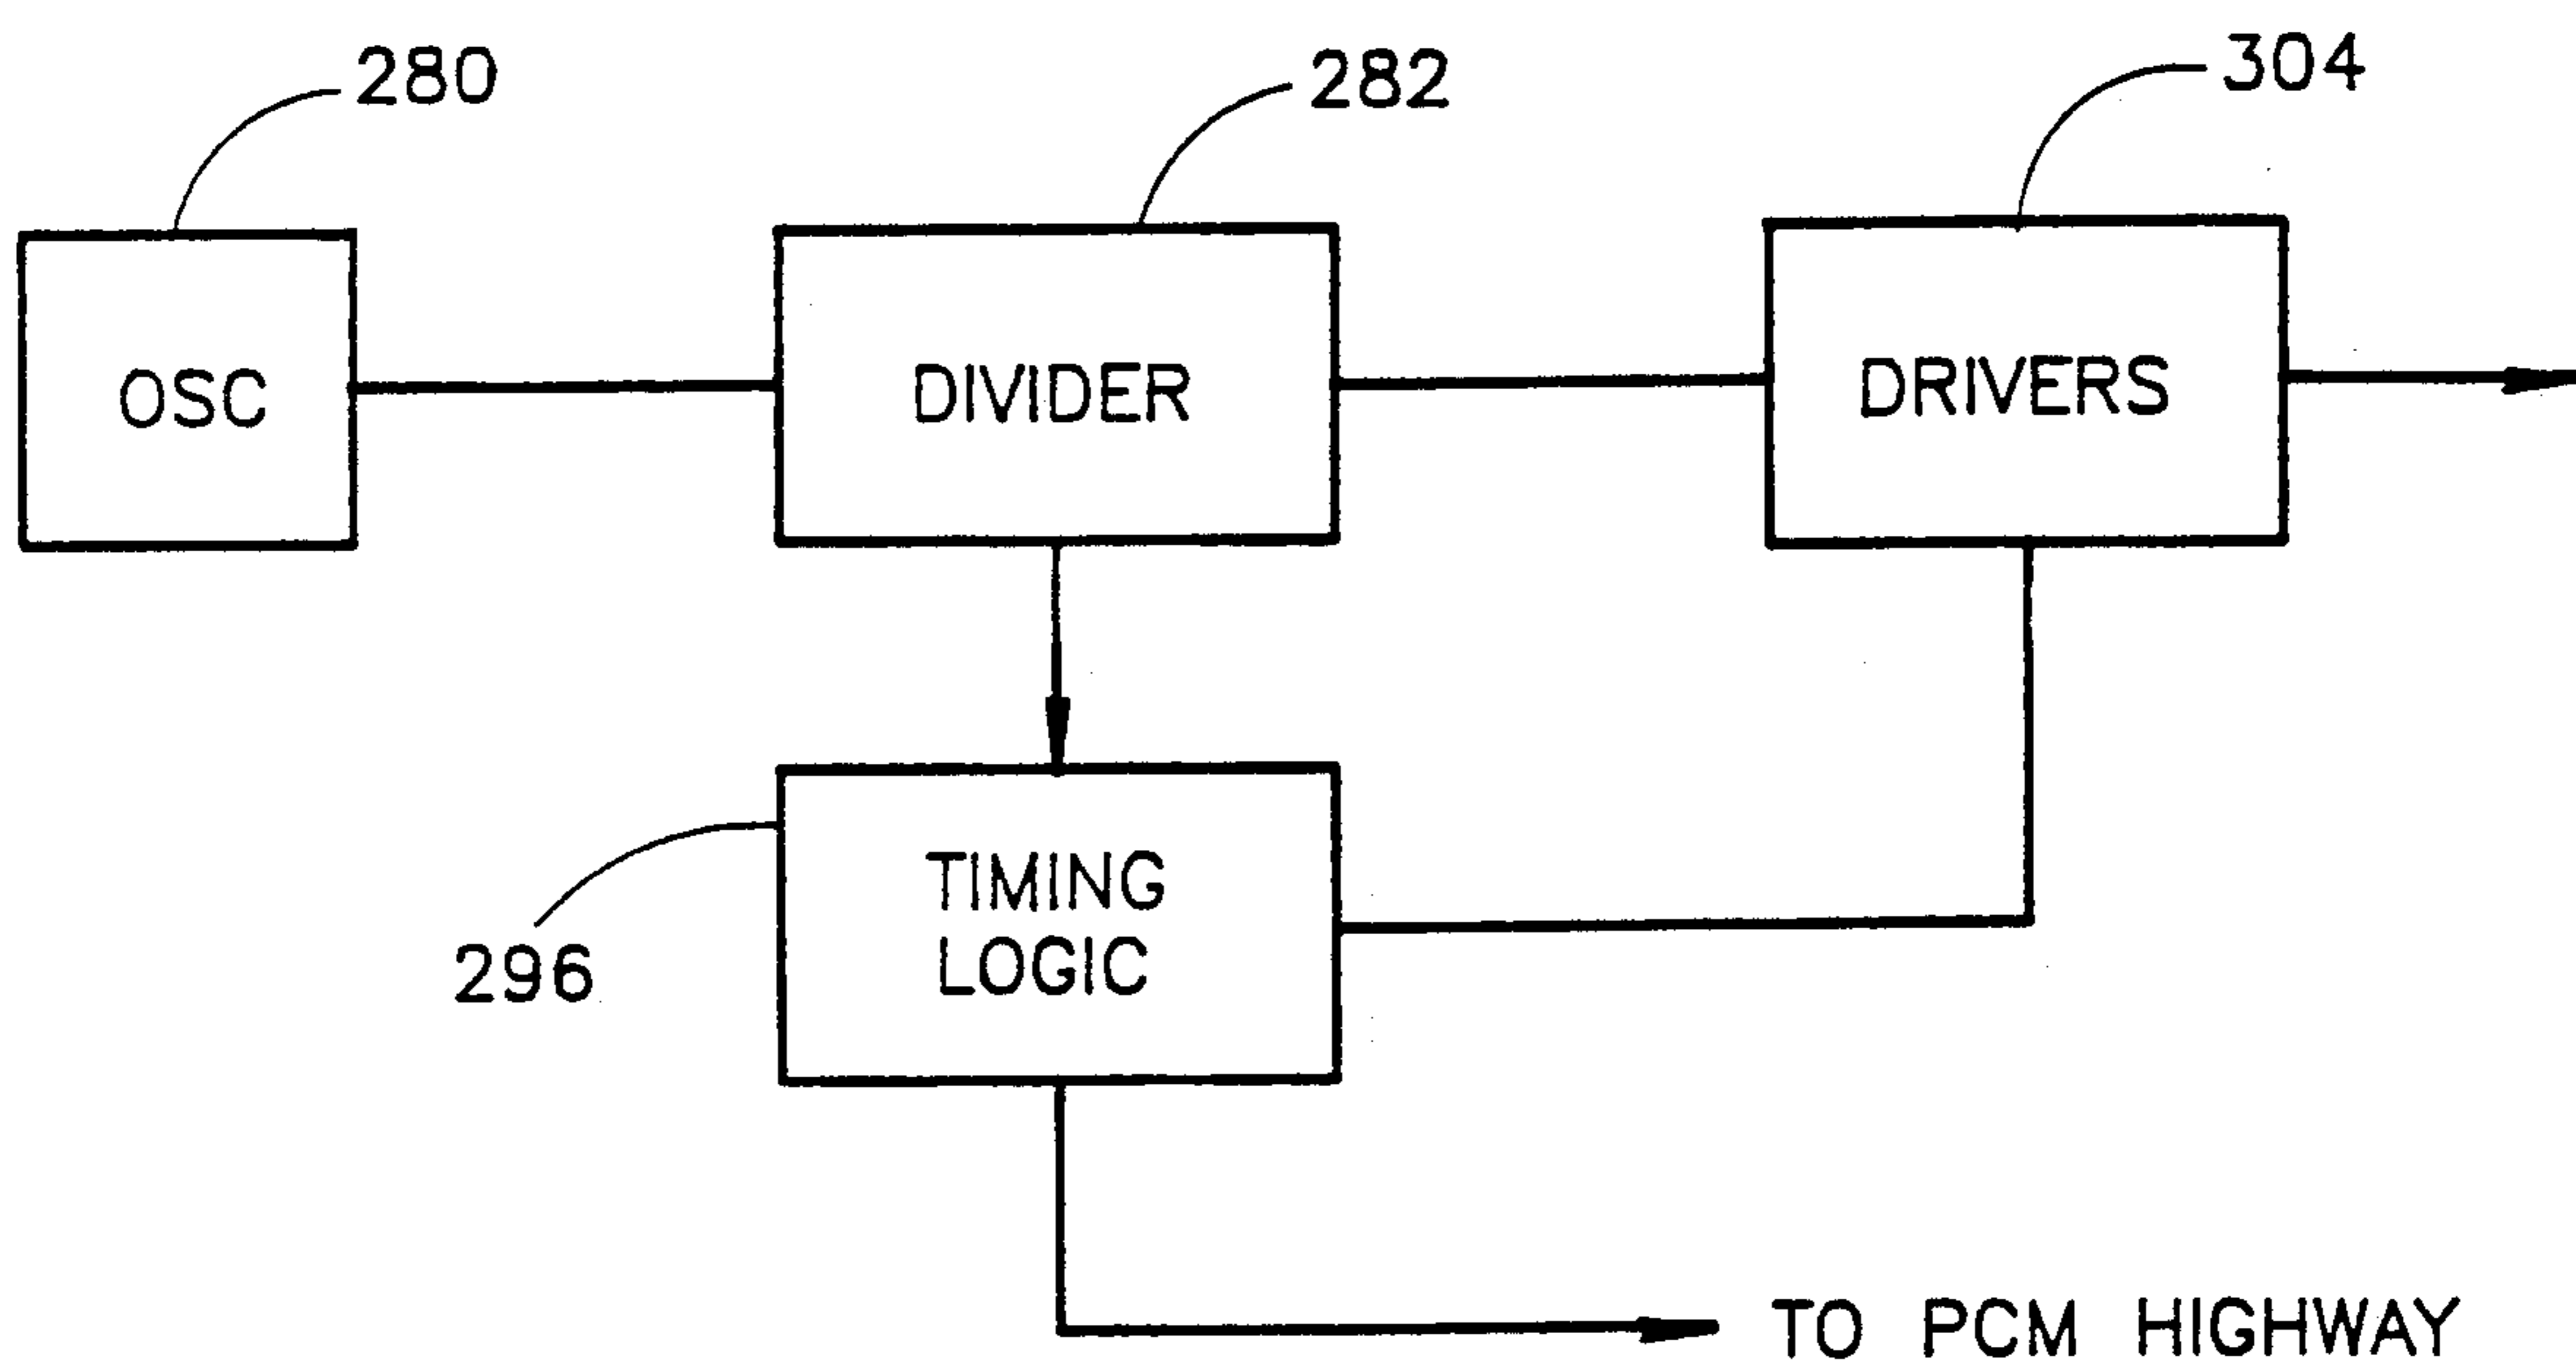 280
282
304
OSC
DIVIDER
DRIVERS
TIMING
LOGIC
296
TO PCM HIGHWAY